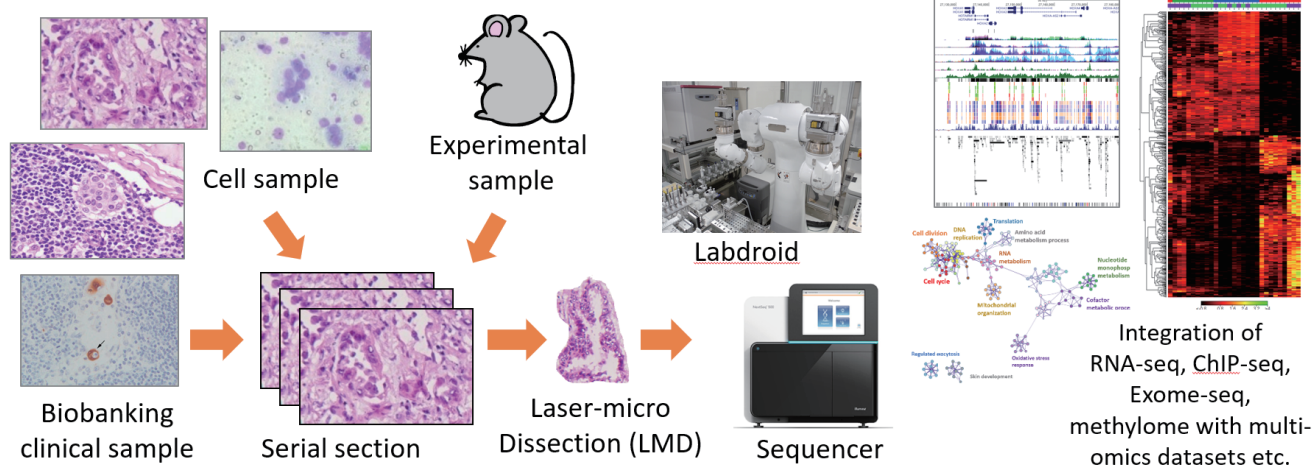 Cell sample
Experimental
sample
Labdroid
Biobanking
clinical sample
Serial section
Laser-micro
Dissection (LMD)
Sequencer
Translation
Cell division
DNA
replication
Amino acid
metabolism process
RNA
metabolism
Cell cycle
Nucleotide
monophosp
metabolism
Mitochondrial
organization
Cofactor
metabolic proce
Oxidative stress
response
Regulated exocytosis
Skin development
Integration of
RNA-seq, ChIP-seq,
Exome-seq,
methylome with multi-
omics datasets etc.